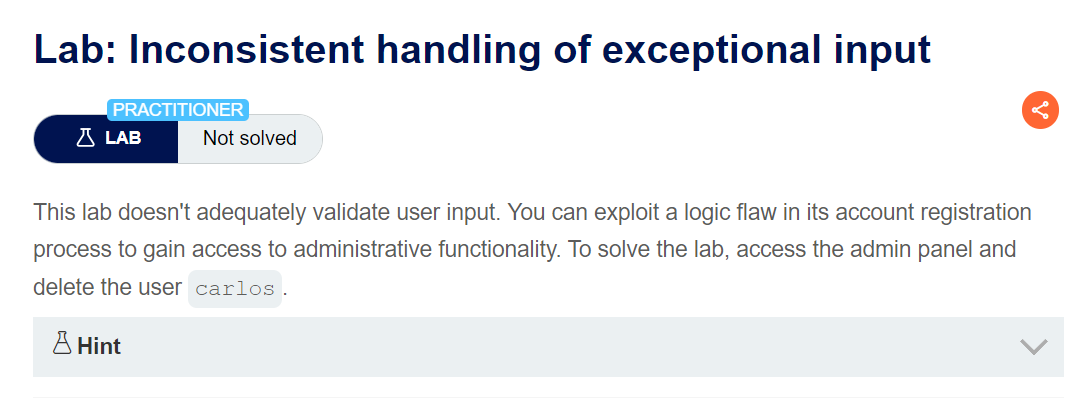 Lab: Inconsistent handling of exceptional input
PRACTITIONER
LAB Not solved
This lab doesn't adequately validate user input. You can exploit a logic flaw in its account registration
process to gain access to administrative functionality. To solve the lab, access the admin panel and
delete the user carlos.
Hint